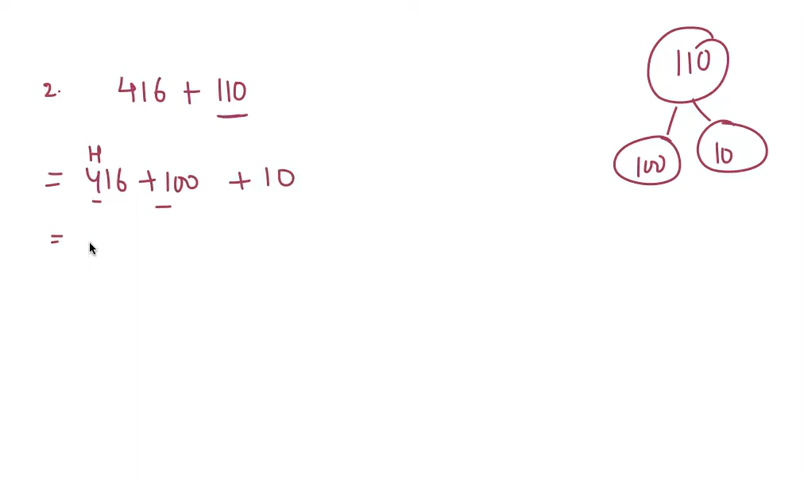 2. 416 + 110
H
= 416 + 100 + 10
=
110
100 10